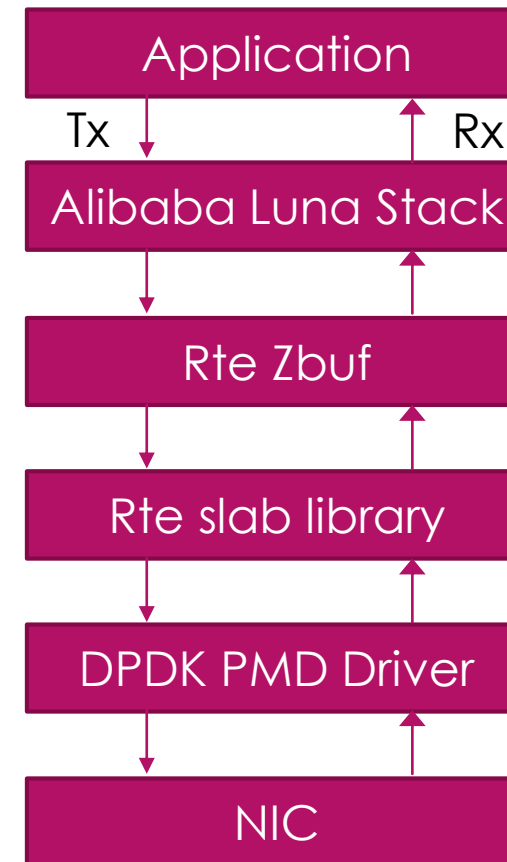 Application
Tx Rx
Alibaba Luna Stack
Rte Zbuf
Rte slab library
DPDK PMD Driver
NIC